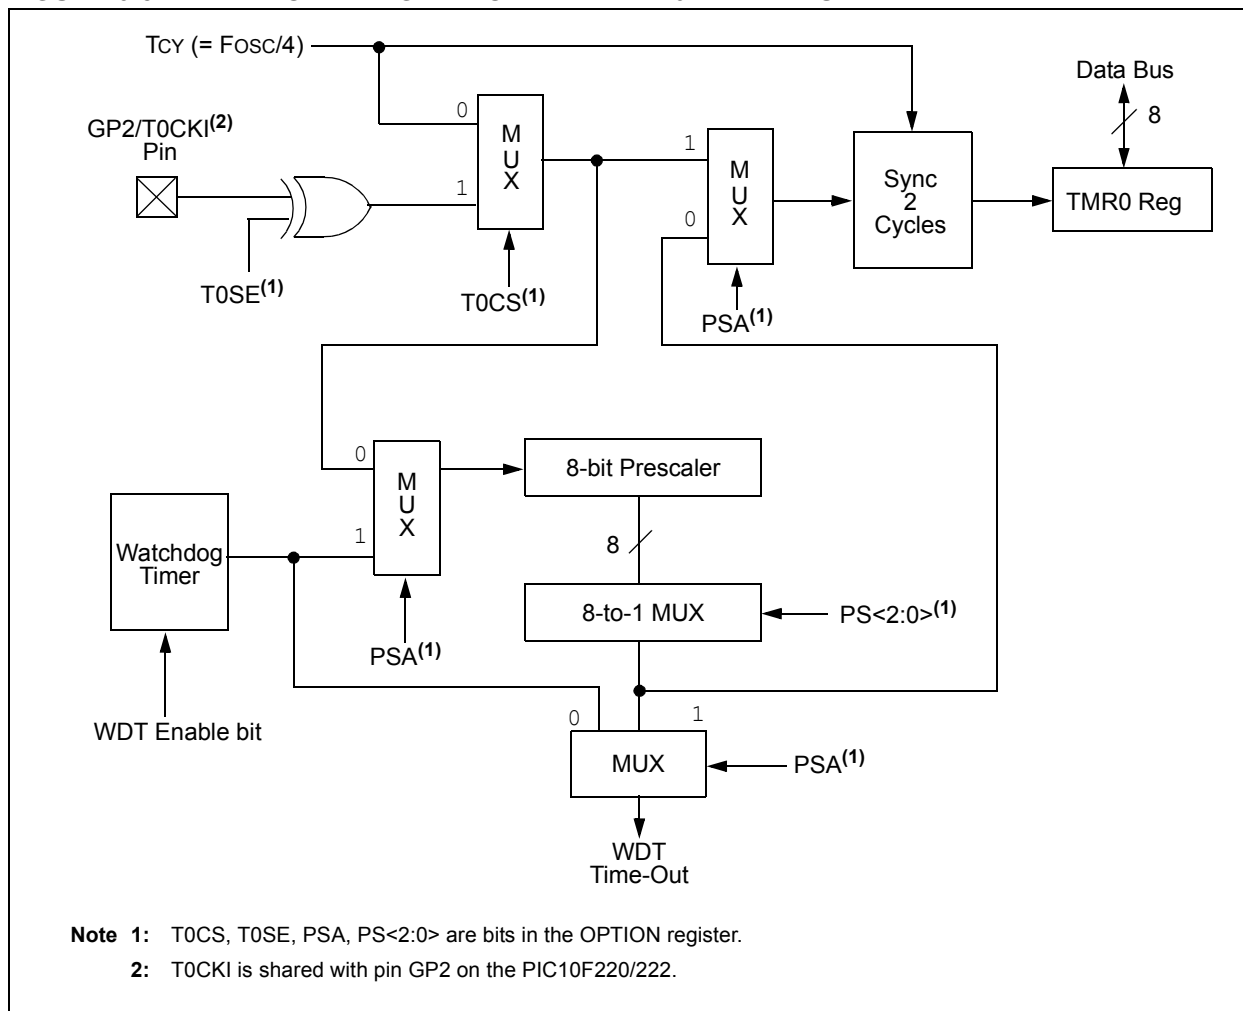 TCY (= FOSC/4)
Data Bus
8
GP2/T0CKI(2)
Pin
0
MUX
1
T0SE(1)
T0CS(1)
1
MUX
0
PSA(1)
Sync
2
Cycles
TMR0 Reg
0
MUX
1
8-bit Prescaler
Watchdog
Timer
8
8-to-1 MUX
PS<2:0>(1)
PSA(1)
WDT Enable bit
0
1
MUX
PSA(1)
WDT
Time-Out
Note 1: T0CS, T0SE, PSA, PS<2:0> are bits in the OPTION register.
2: T0CKI is shared with pin GP2 on the PIC10F220/222.